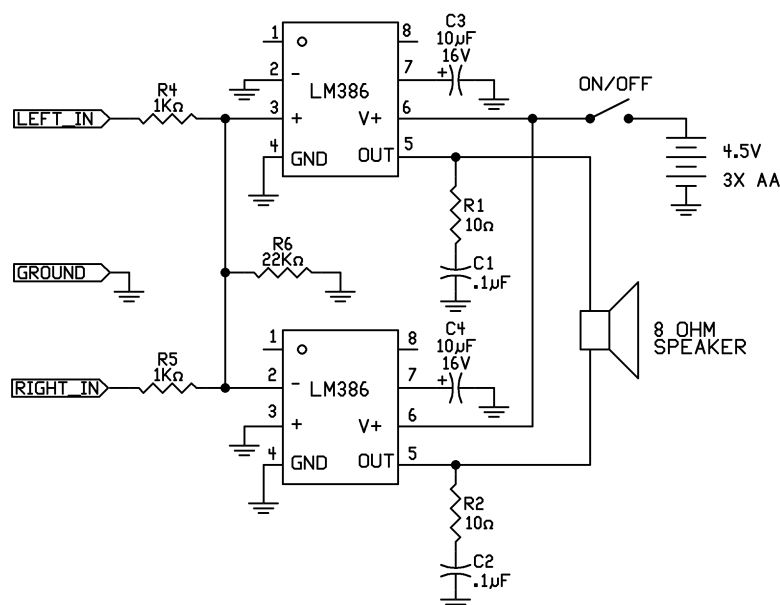 1
8
C3
10µF
16V
2
-
7
+
LM386
R4
1KΩ
LEFT_IN
3
+
V+
6
ON/OFF
4
GND
OUT
5
4.5V
3X AA
R1
10Ω
R6
22KΩ
GROUND
C1
.1µF
C4
10µF
16V
1
8
8 OHM
SPEAKER
R5
1KΩ
RIGHT_IN
2
-
LM386
7
+
3
+
V+
6
4
GND
OUT
5
R2
10Ω
C2
.1µF